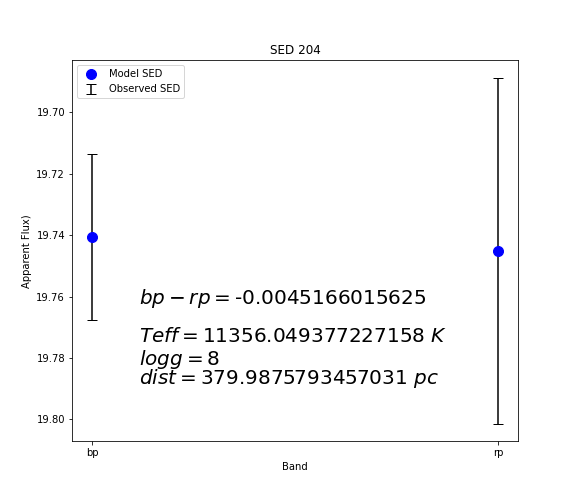 SED 204
Model SED
Observed SED
Apparent Flux)
19.70
19.72
19.74
19.76
19.78
19.80
bp − rp = -0.0045166015625
Teff = 11356.049377227158 K
logg = 8
dist = 379.9875793457031 pc
bp
rp
Band